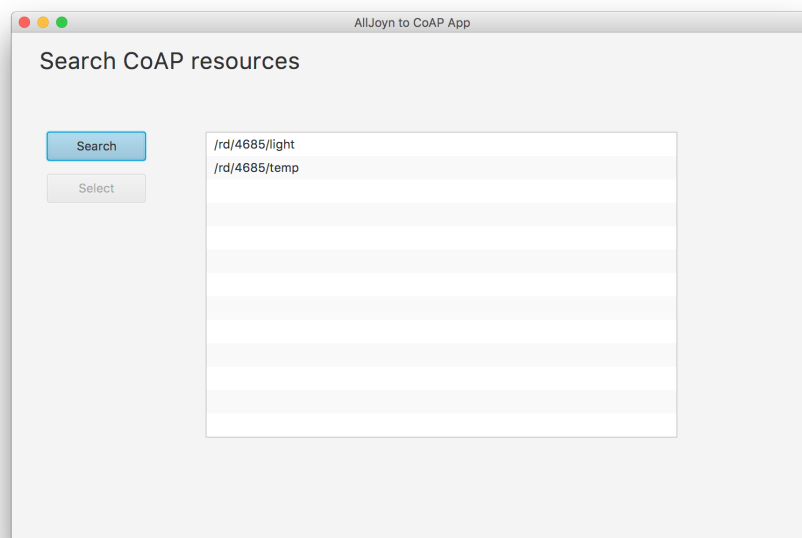 AllJoyn to CoAP App
Search CoAP resources
Search
Select
/rd/4685/light
/rd/4685/temp